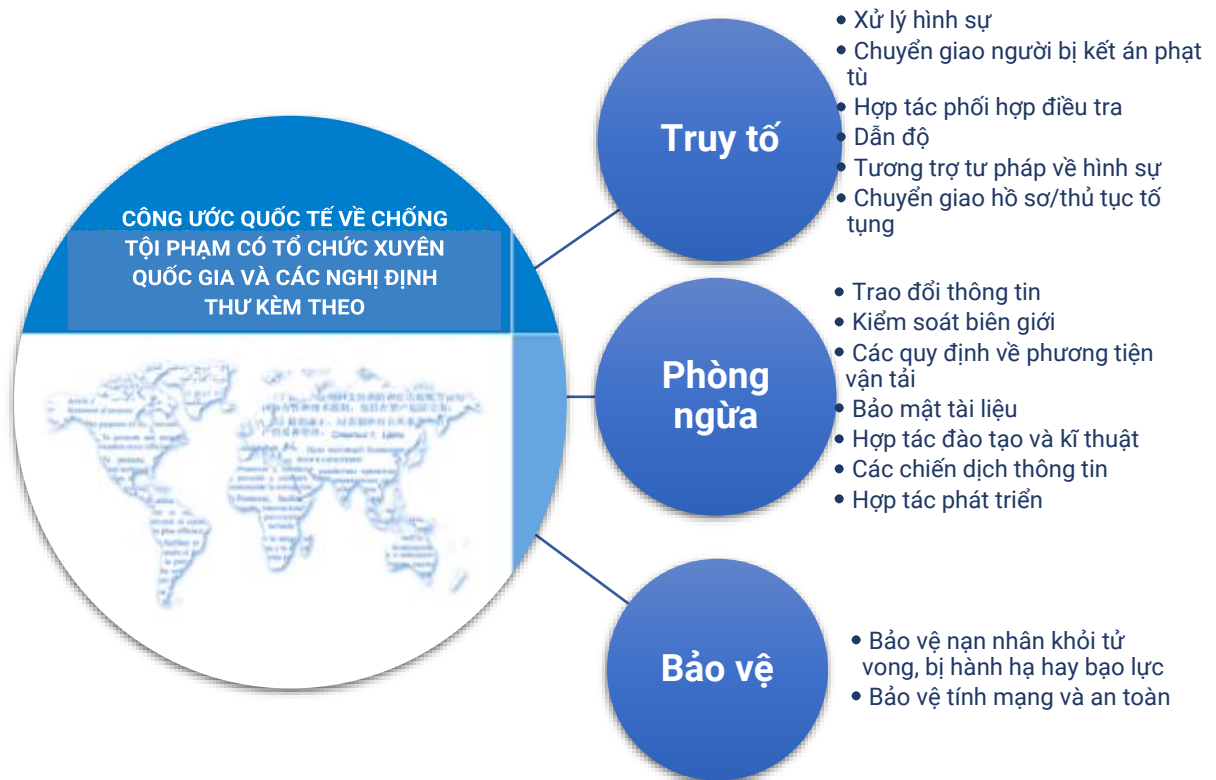 CÔNG ƯỚC QUỐC TẾ VỀ CHỐNG
TỘI PHẠM CÓ TỔ CHỨC XUYÊN
QUỐC GIA VÀ CÁC NGHỊ ĐỊNH
THƯ KÈM THEO
Truy tố
• Xử lý hình sự
• Chuyển giao người bị kết án phạt
tù
• Hợp tác phối hợp điều tra
• Dẫn độ
• Tương trợ tư pháp về hình sự
• Chuyển giao hồ sơ/thủ tục tố
tụng
Phòng
ngừa
• Trao đổi thông tin
• Kiểm soát biên giới
• Các quy định về phương tiện
vận tải
• Bảo mật tài liệu
• Hợp tác đào tạo và kĩ thuật
• Các chiến dịch thông tin
• Hợp tác phát triển
Bảo vệ
• Bảo vệ nạn nhân khỏi tử
vong, bị hành hạ hay bạo lực
• Bảo vệ tính mạng và an toàn